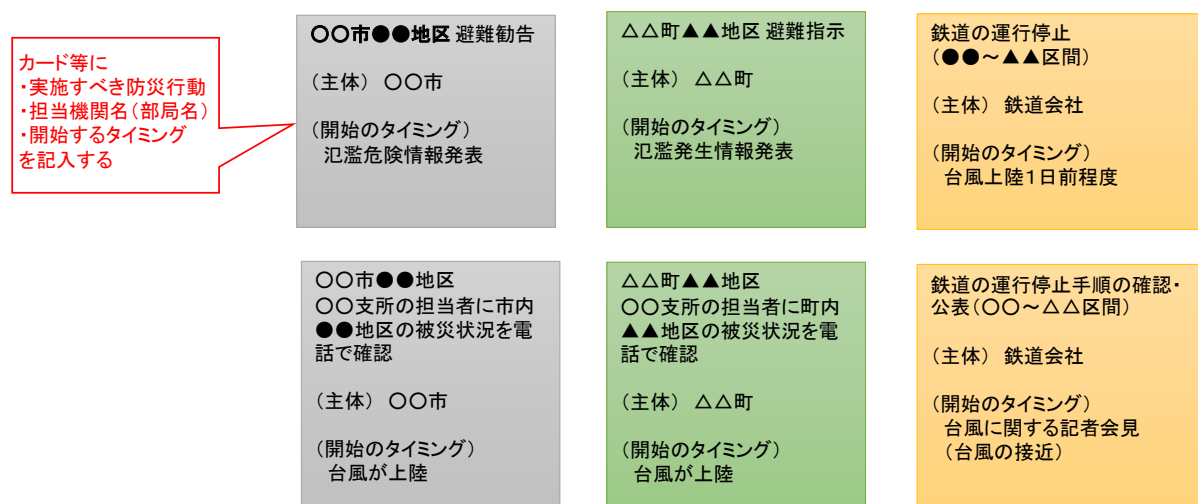 カード等に
・実施すべき防災行動
・担当機関名(部局名)
・開始するタイミング
を記入する
〇〇市●●地区 避難勧告
(主体) 〇〇市
(開始のタイミング)
氾濫危険情報発表
△△町▲▲地区 避難指示
(主体) △△町
(開始のタイミング)
氾濫発生情報発表
鉄道の運行停止
(●●～▲▲区間)
(主体) 鉄道会社
(開始のタイミング)
台風上陸1日前程度
〇〇市●●地区
〇〇支所の担当者に市内
●●地区の被災状況を電
話で確認
(主体) 〇〇市
(開始のタイミング)
台風が上陸
△△町▲▲地区
〇〇支所の担当者に町内
▲▲地区の被災状況を電
話で確認
(主体) △△町
(開始のタイミング)
台風が上陸
鉄道の運行停止手順の確認・
公表(〇〇～△△区間)
(主体) 鉄道会社
(開始のタイミング)
台風に関する記者会見
(台風の接近)